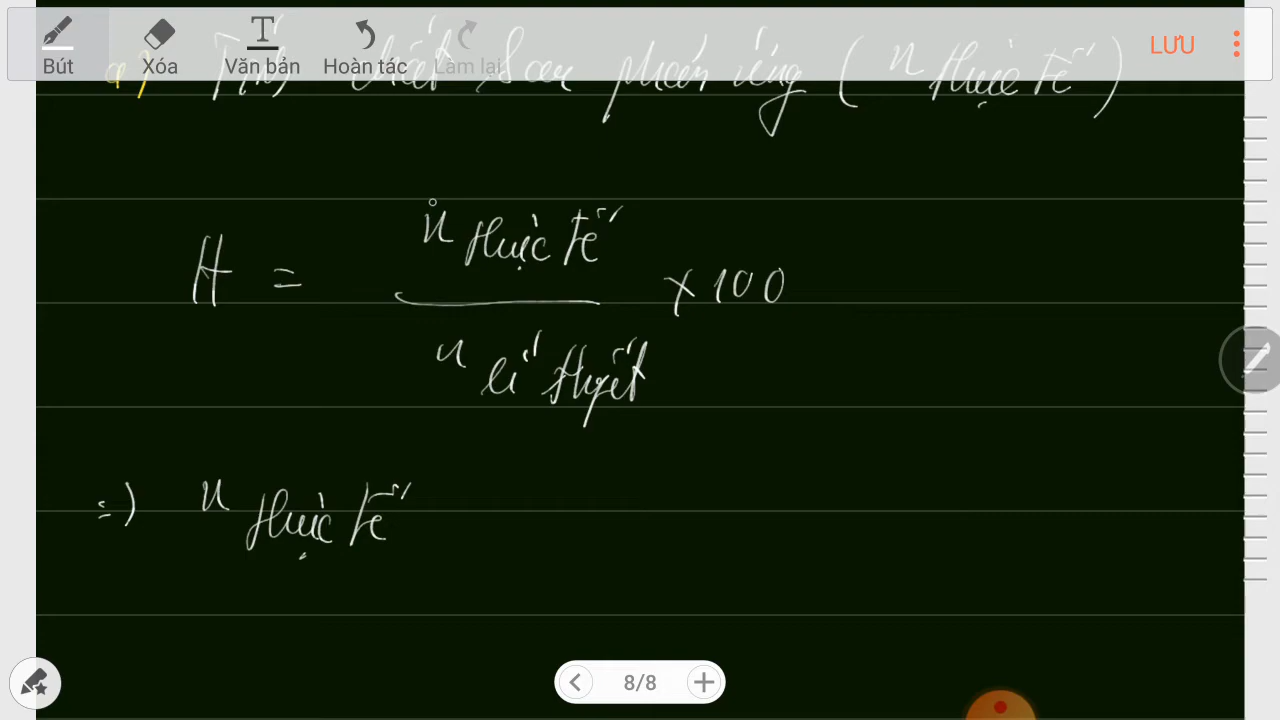 Bút Xóa Văn bản Hoàn tác Làm lại LƯU
a) Tính chất sau phản ứng ( n thực tế )
n thực tế
H = x 100
n lí thuyết
=) n thực tế
8/8